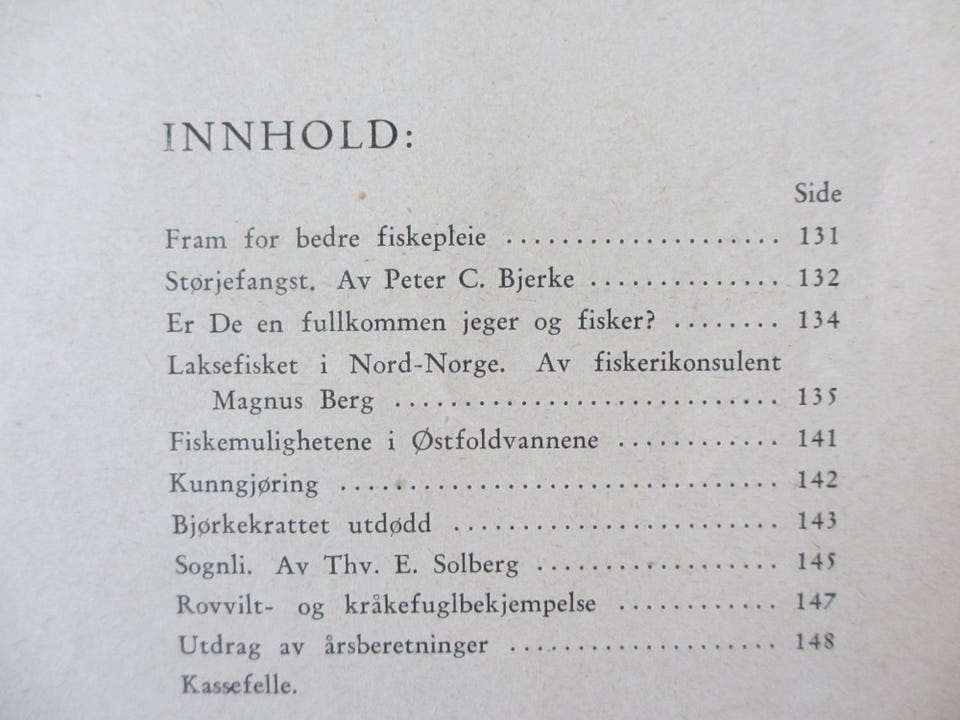 INNHOLD:
Side
Fram for bedre fiskepleie ........................ 131
Størjefangst. Av Peter C. Bjerke .............. 132
Er De en fullkommen jeger og fisker? ........ 134
Laksefisket i Nord-Norge. Av fiskerikonsulent
Magnus Berg ............................ 135
Fiskemulighetene i Østfoldvannene ............ 141
Kunngjøring ................................ 142
Bjørkekrattet utdødd ........................ 143
Sognli. Av Thv. E. Solberg .................. 145
Rovvilt- og kråkefuglbekjempelse ............ 147
Utdrag av årsberetninger .................... 148
Kassefelle.